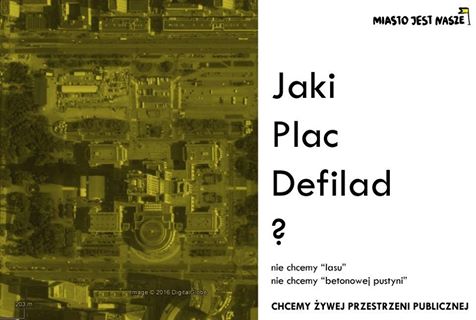 MIASTO JEST NASZE
Jaki
Plac
Defilad
?
nie chcemy “lasu”
nie chcemy “betonowej pustyni”
CHCEMY ŻYWEJ PRZESTRZENI PUBLICZNEJ
Image © 2016 DigitalGlobe
203 m